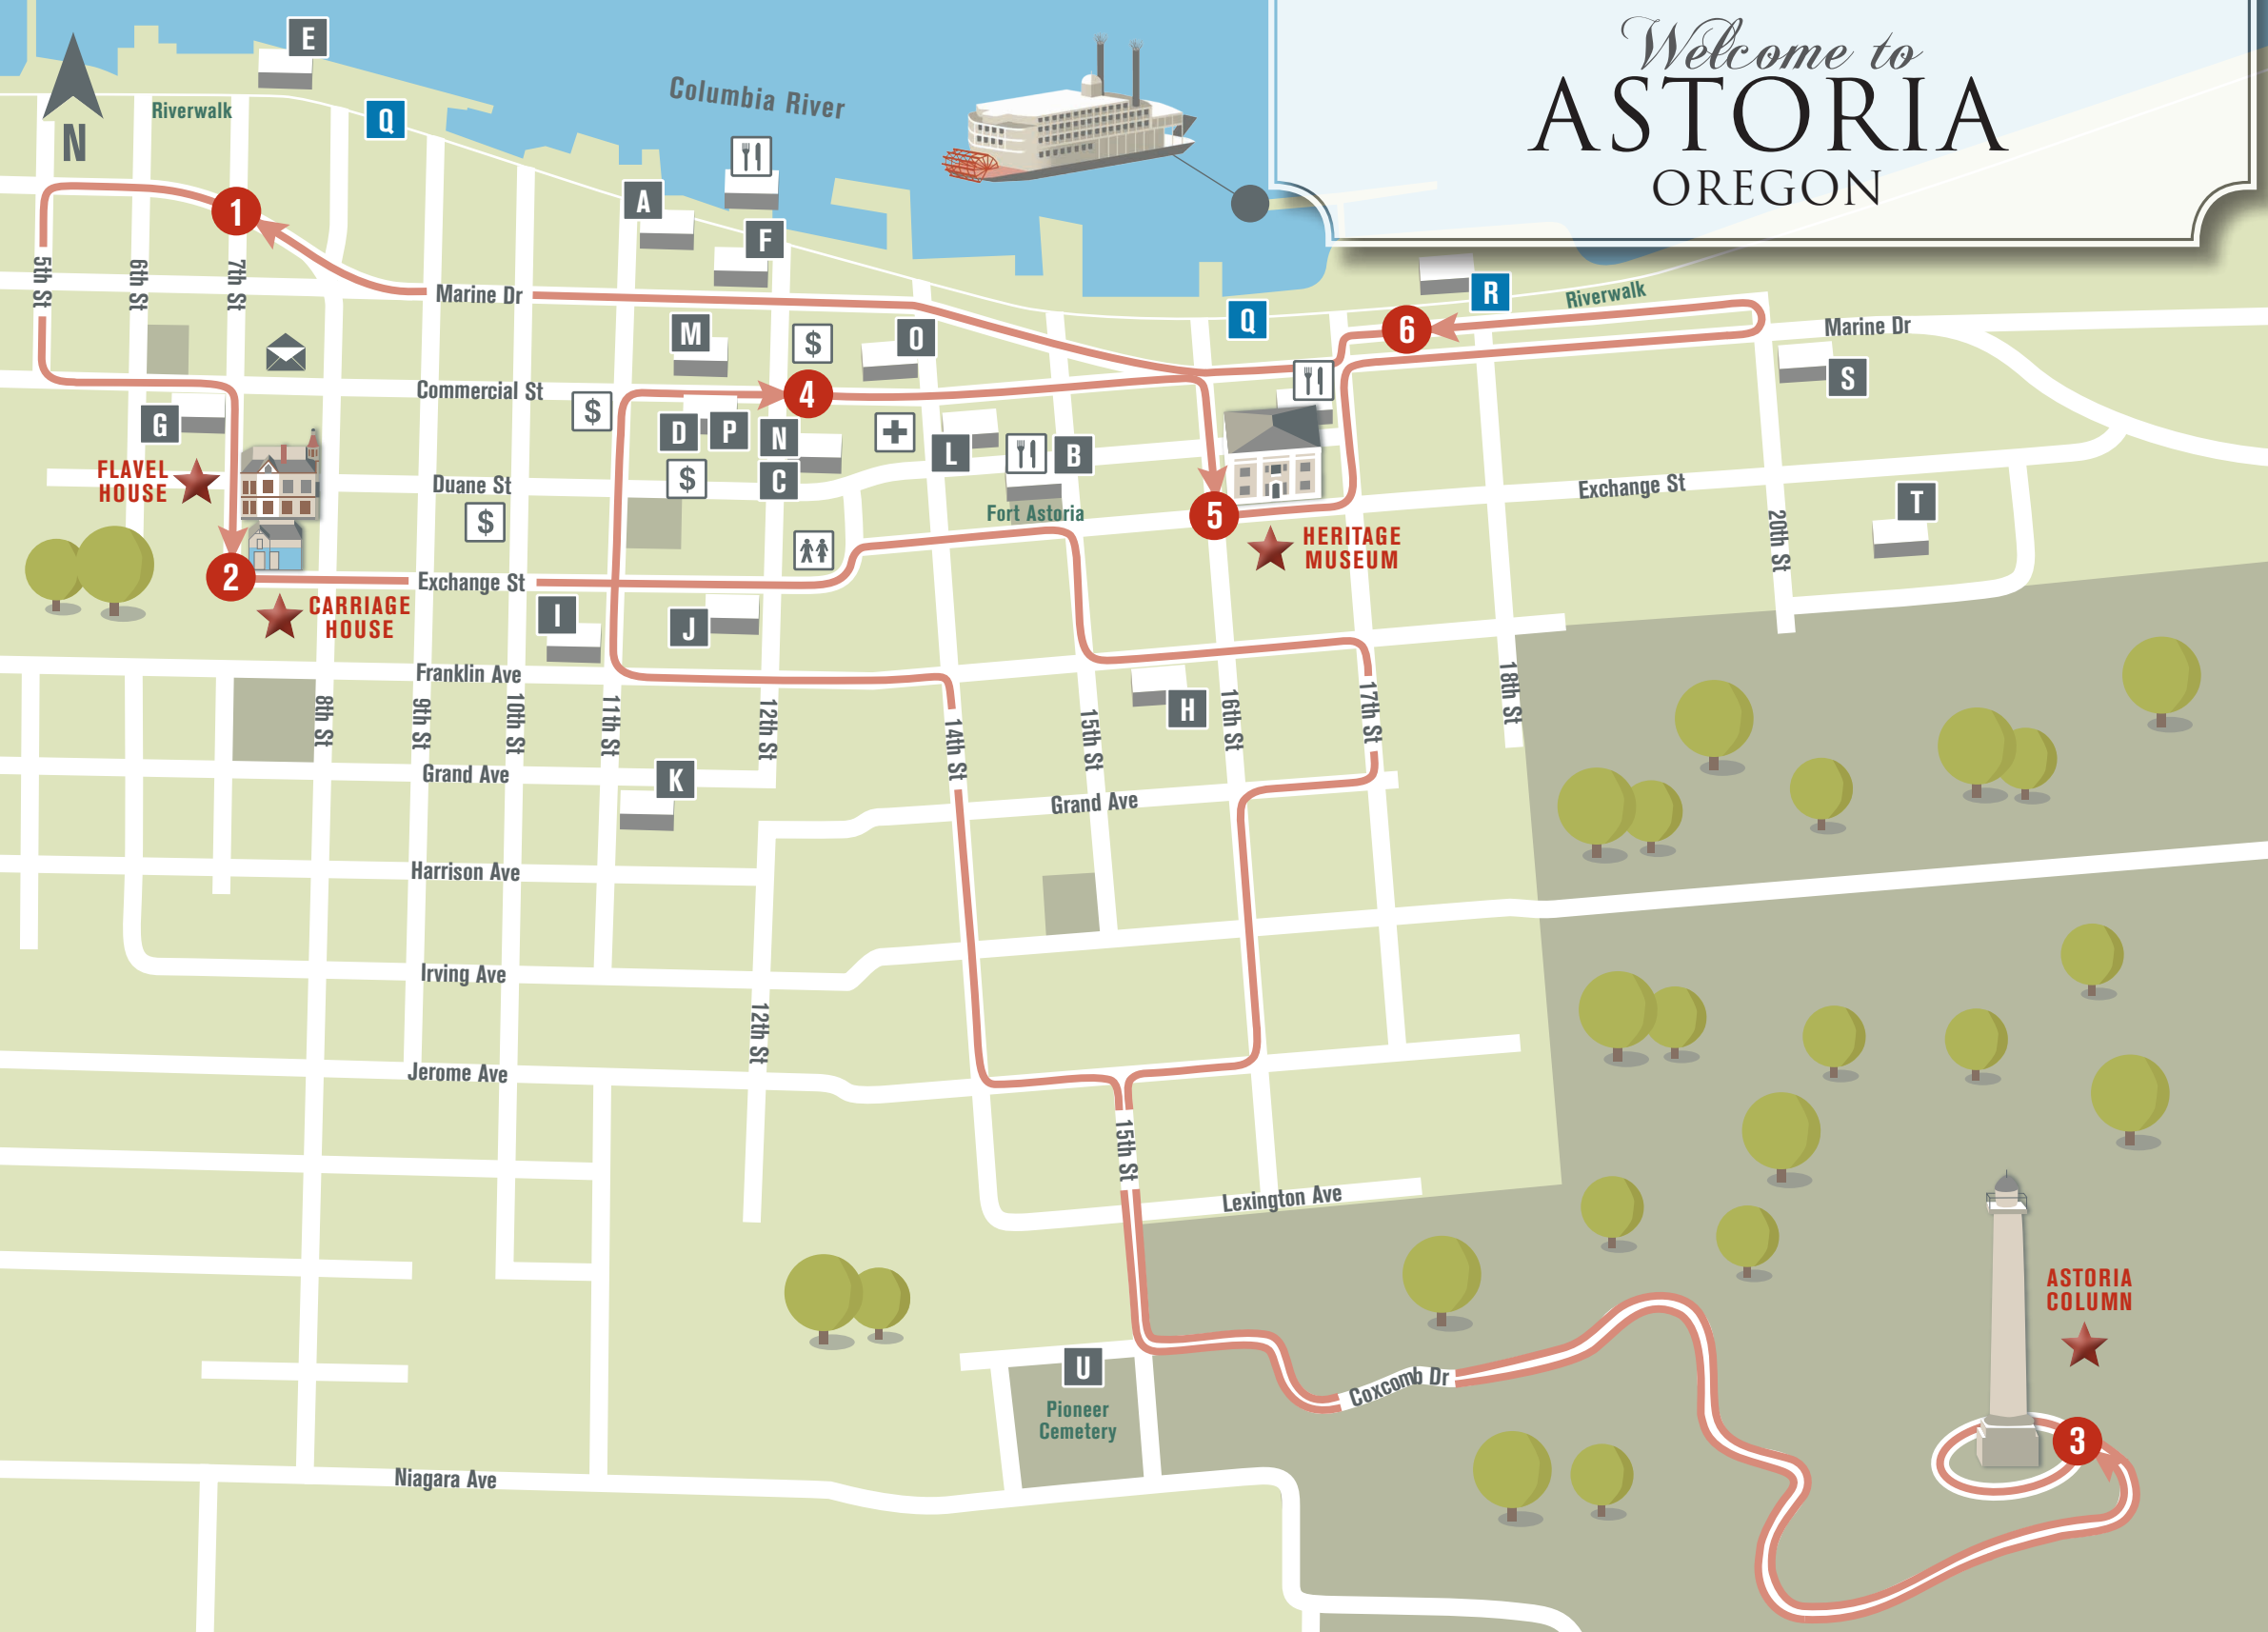 Welcome to
ASTORIA
OREGON
E
Columbia River
Riverwalk
Q
N
A
F
1
5th St
6th St
7th St
Marine Dr
R
Riverwalk
Q
6
Marine Dr
M
$
O
S
Commercial St
$
4
G
D
P
N
L
B
FLAVEL
HOUSE
$
C
Duane St
$
Fort Astoria
5
Exchange St
20th St
T
HERITAGE
MUSEUM
2
Exchange St
CARRIAGE
HOUSE
I
J
Franklin Ave
8th St
9th St
10th St
11th St
12th St
14th St
15th St
H
16th St
17th St
18th St
Grand Ave
K
Grand Ave
Harrison Ave
Irving Ave
12th St
Jerome Ave
15th St
Lexington Ave
ASTORIA
COLUMN
U
Pioneer
Cemetery
Coxcomb Dr
3
Niagara Ave